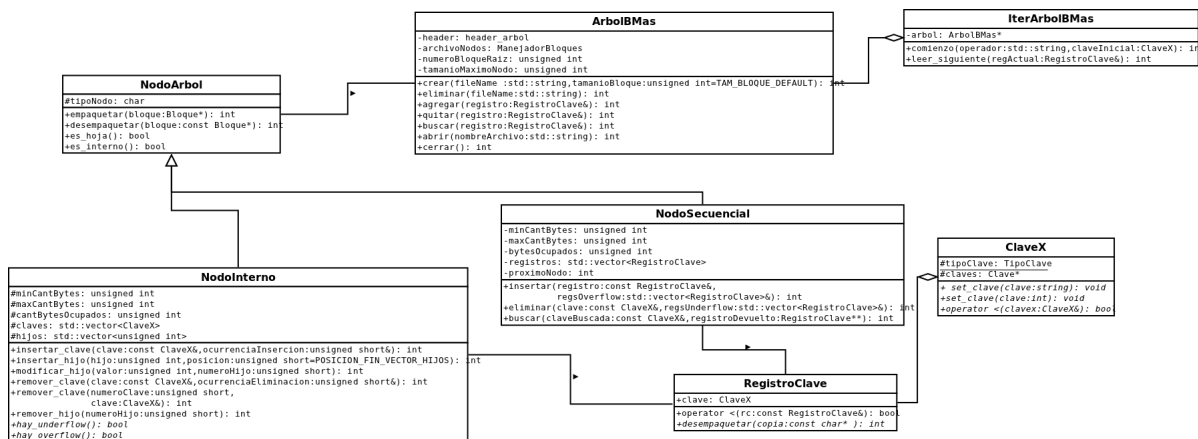 ArbolBMas
-header: header_arbol
-archivoNodos: ManejadorBloques
-numeroBloqueRaiz: unsigned int
-tamanioMaximoNodo: unsigned int
+crear(fileName :std::string,tamanioBloque:unsigned int=TAM_BLOQUE_DEFAULT): int
+eliminar(fileName:std::string): int
+agregar(registro:RegistroClave&): int
+quitar(registro:RegistroClave&): int
+buscar(registro:RegistroClave&): int
+abrir(nombreArchivo:std::string): int
+cerrar(): int
IterArbolBMas
-arbol: ArbolBMas*
+comienzo(operador:std::string,claveInicial:ClaveX): int
+leer_siguiente(regActual:RegistroClave&): int
NodoArbol
#tipoNodo: char
+empaquetar(bloque:Bloque*): int
+desempaquetar(bloque:const Bloque*): int
+es_hoja(): bool
+es_interno(): bool
NodoSecuencial
-minCantBytes: unsigned int
-maxCantBytes: unsigned int
-bytesOcupados: unsigned int
-registros: std::vector<RegistroClave>
-proximoNodo: int
+insertar(registro:const RegistroClave&,
regsOverflow:std::vector<RegistroClave>&): int
+eliminar(clave:const ClaveX&,regsUnderflow:std::vector<RegistroClave>&): int
+buscar(claveBuscada:const ClaveX&,registroDevuelto:RegistroClave**): int
ClaveX
#tipoClave: TipoClave
#claves: Clave*
+ set_clave(clave:string): void
+set_clave(clave:int): void
+operator <(clavex:ClaveX&): bool
NodoInterno
#minCantBytes: unsigned int
#maxCantBytes: unsigned int
#cantBytesOcupados: unsigned int
#claves: std::vector<ClaveX>
#hijos: std::vector<unsigned int>
+insertar_clave(clave:const ClaveX&,ocurrenciaInsercion:unsigned short&): int
+insertar_hijo(hijo:unsigned int,posicion:unsigned short=POSICION_FIN_VECTOR_HIJOS): int
+modificar_hijo(valor:unsigned int,numeroHijo:unsigned short): int
+remover_clave(clave:const ClaveX&,ocurrenciaEliminacion:unsigned short&): int
+remover_clave(numeroClave:unsigned short,
clave:ClaveX&): int
+remover_hijo(numeroHijo:unsigned short): int
+hay_underflow(): bool
+hay_overflow(): bool
RegistroClave
+clave: ClaveX
+operator <(rc:const RegistroClave&): bool
+desempaquetar(copia:const char* ): int